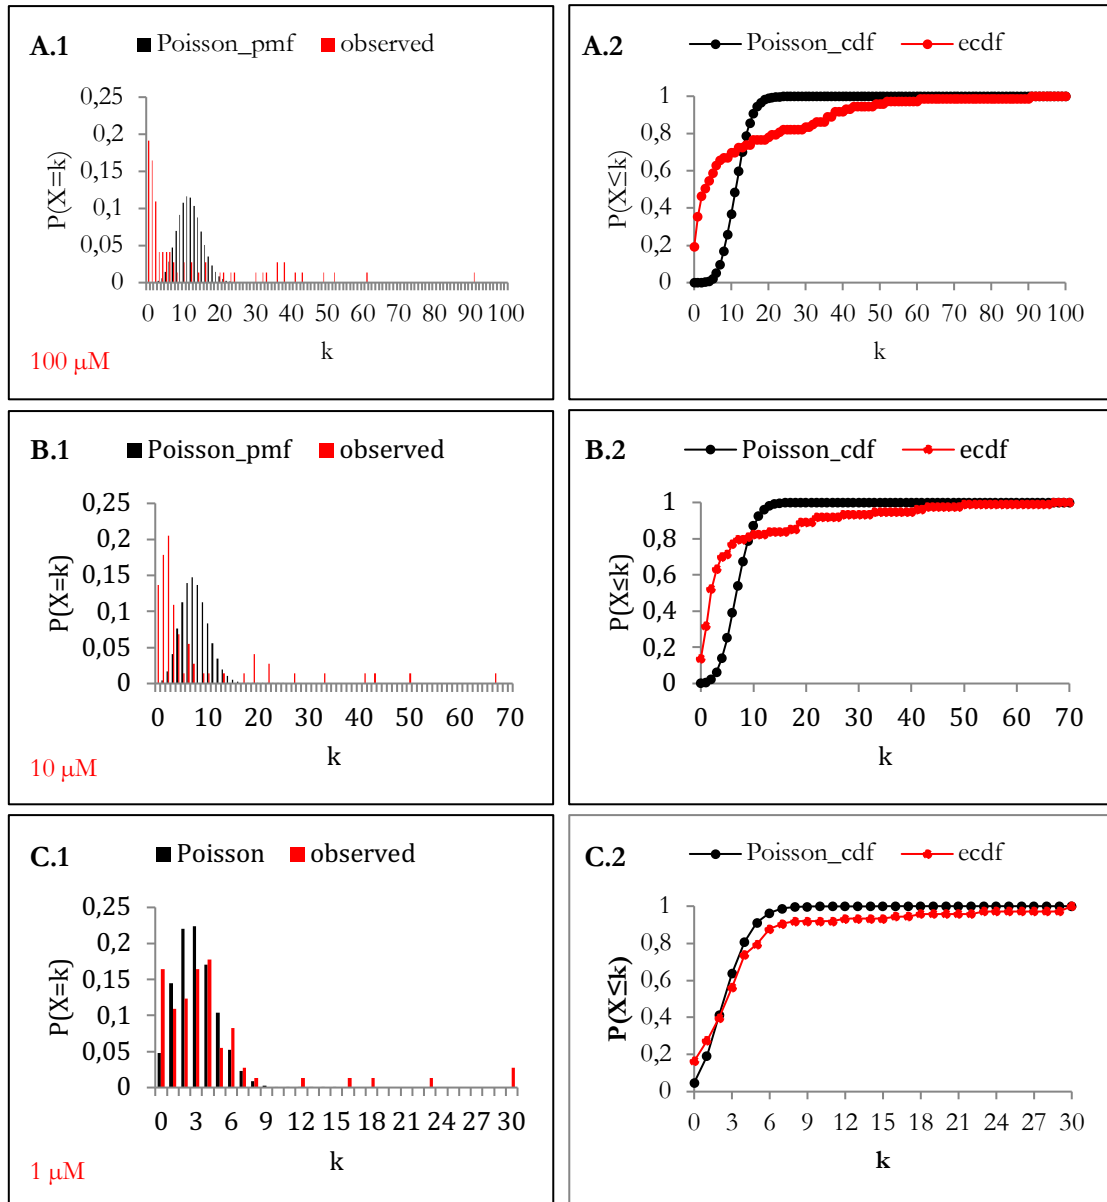 A.1 Poisson_pmf observed
0,25
0,2
0,15
0,1
0,05
0
P(X=k)
0 10 20 30 40 50 60 70 80 90 100
k
100 µM
A.2 Poisson_cdf ecdf
1
0,8
0,6
0,4
0,2
0
P(X≤k)
0 10 20 30 40 50 60 70 80 90 100
k
B.1 Poisson_pmf observed
0,25
0,2
0,15
0,1
0,05
0
P(X=k)
0 10 20 30 40 50 60 70
k
10 µM
B.2 Poisson_cdf ecdf
1
0,8
0,6
0,4
0,2
0
P(X≤k)
0 10 20 30 40 50 60 70
k
C.1 Poisson observed
0,25
0,2
0,15
0,1
0,05
0
P(X=k)
0 3 6 9 12 15 18 21 24 27 30
k
1 µM
C.2 Poisson_cdf ecdf
1
0,8
0,6
0,4
0,2
0
P(X≤k)
0 3 6 9 12 15 18 21 24 27 30
k